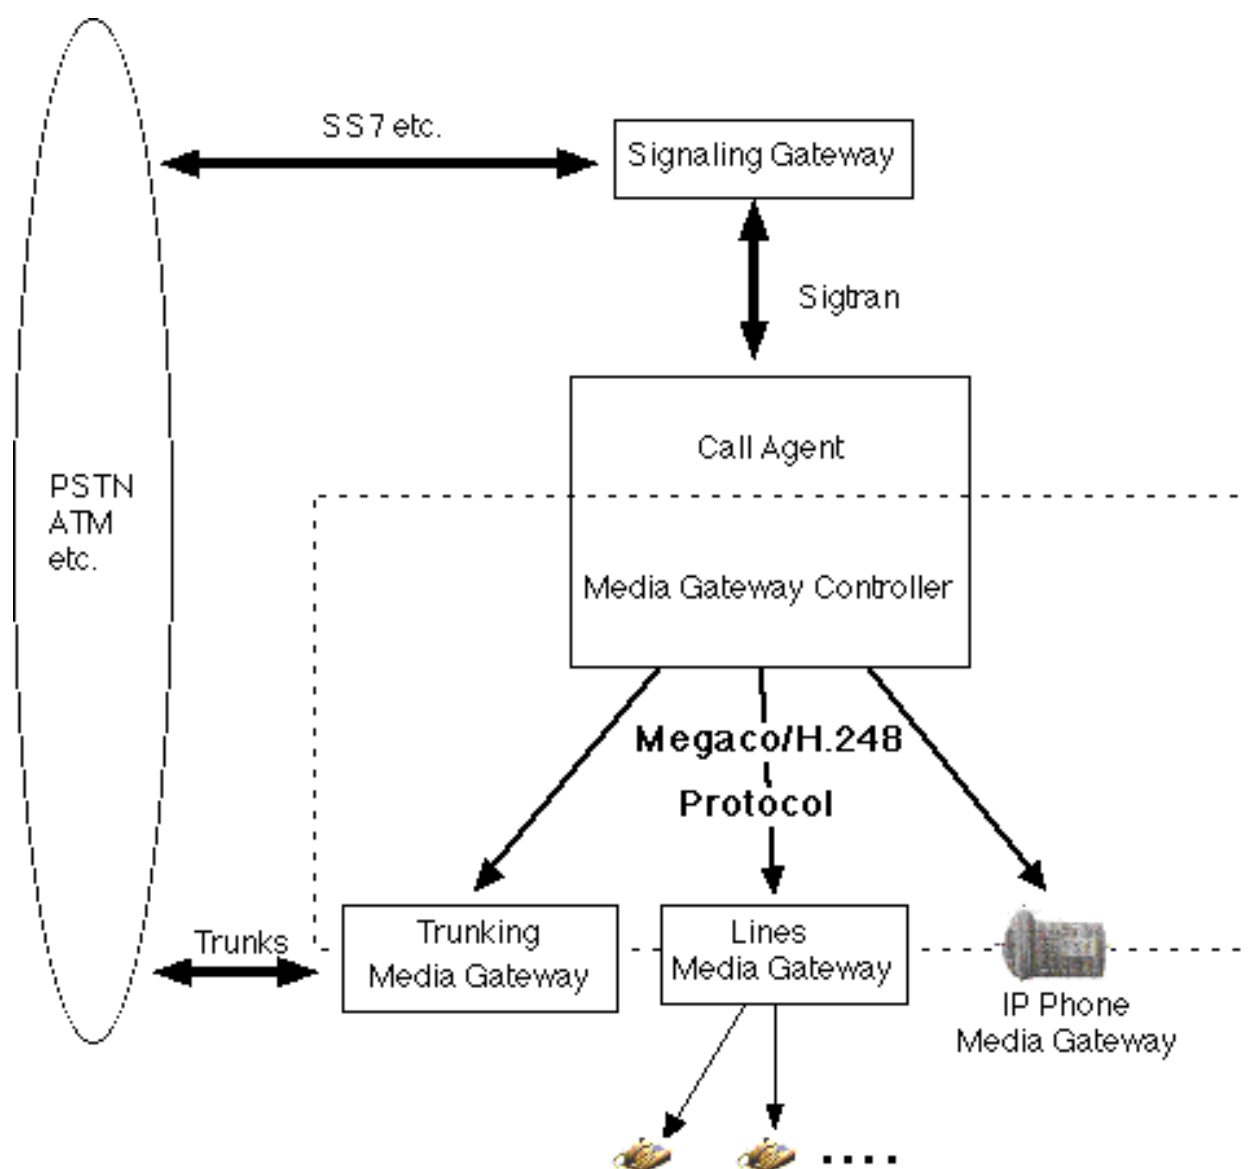 SS7 etc.
Signaling Gateway
Sigtran
Call Agent
PSTN
ATM
etc.
Media Gateway Controller
Megaco/H.248
Protocol
Trunks
Trunking
Media Gateway
Lines
Media Gateway
IP Phone
Media Gateway
....